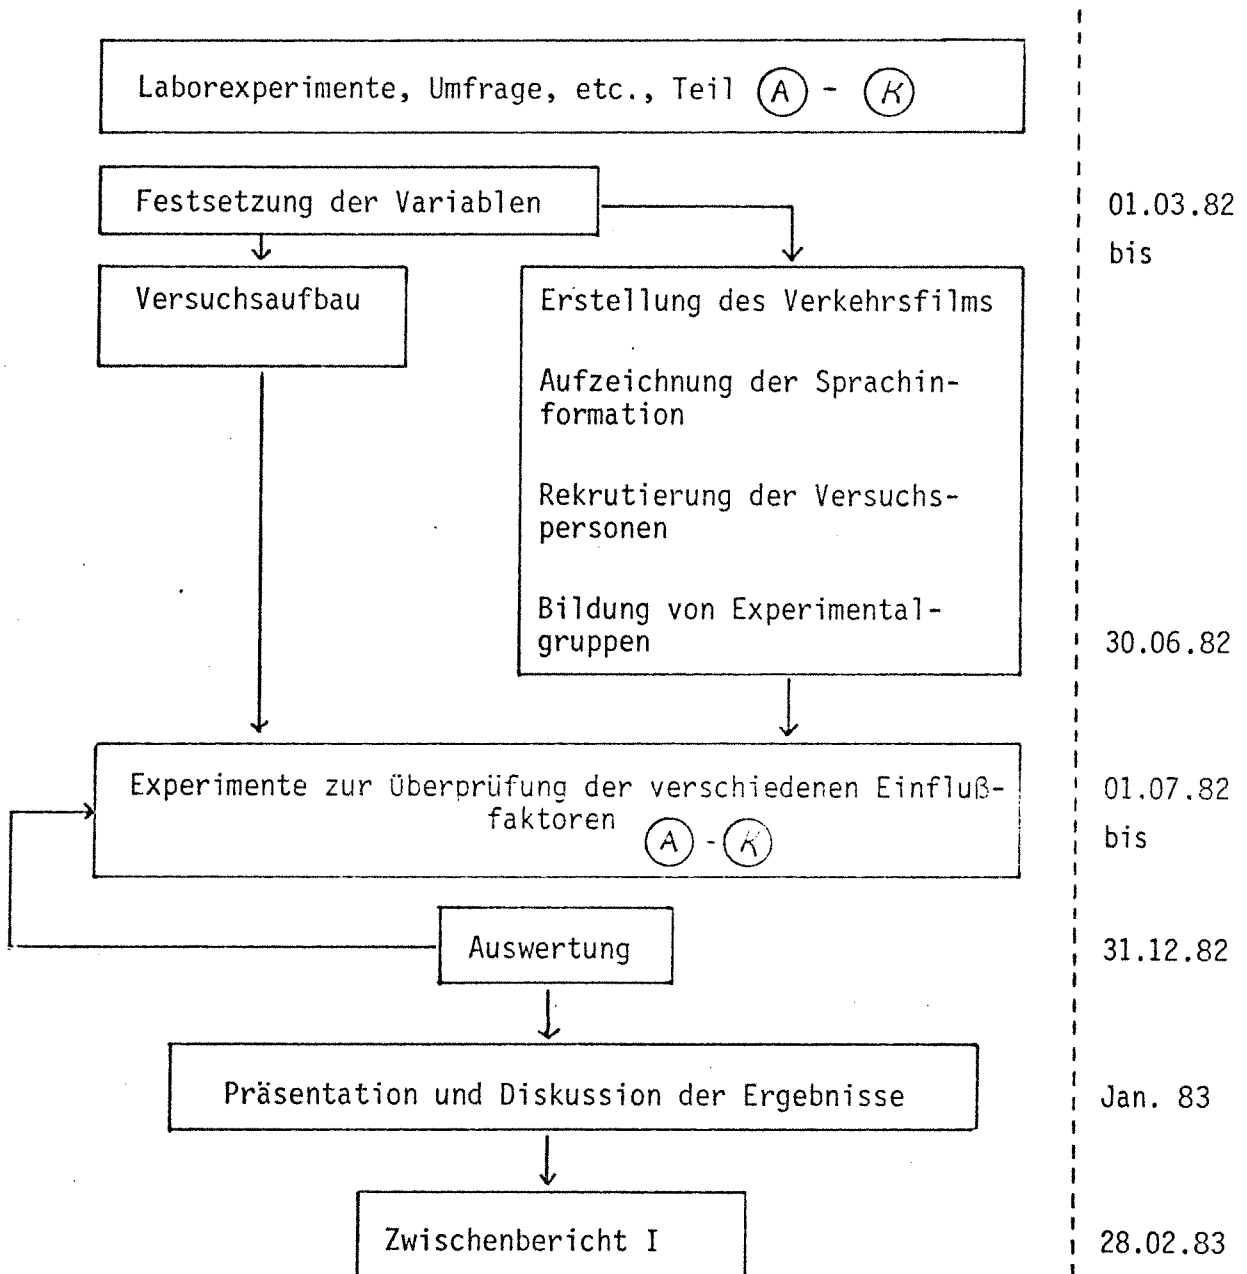 Laborexperimente, Umfrage, etc., Teil A - K
Festsetzung der Variablen
01.03.82
bis
Versuchsaufbau
Erstellung des Verkehrsfilms
Aufzeichnung der Sprachin-
formation
Rekrutierung der Versuchs-
personen
Bildung von Experimental-
gruppen
30.06.82
Experimente zur Überprüfung der verschiedenen Einfluß-
faktoren A - K
01.07.82
bis
Auswertung
31.12.82
Präsentation und Diskussion der Ergebnisse
Jan. 83
Zwischenbericht I
28.02.83